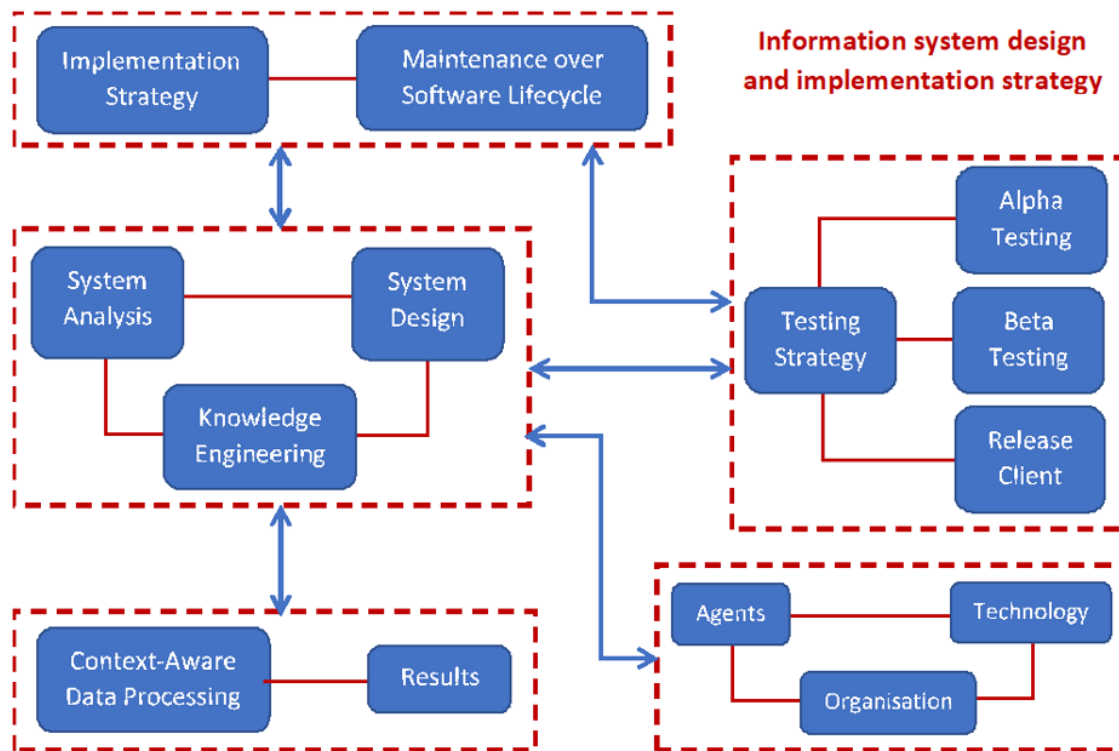 Implementation
Strategy
Maintenance over
Software Lifecycle
Information system design
and implementation strategy
System
Analysis
System
Design
Knowledge
Engineering
Testing
Strategy
Alpha
Testing
Beta
Testing
Release
Client
Context-Aware
Data Processing
Results
Agents
Technology
Organisation